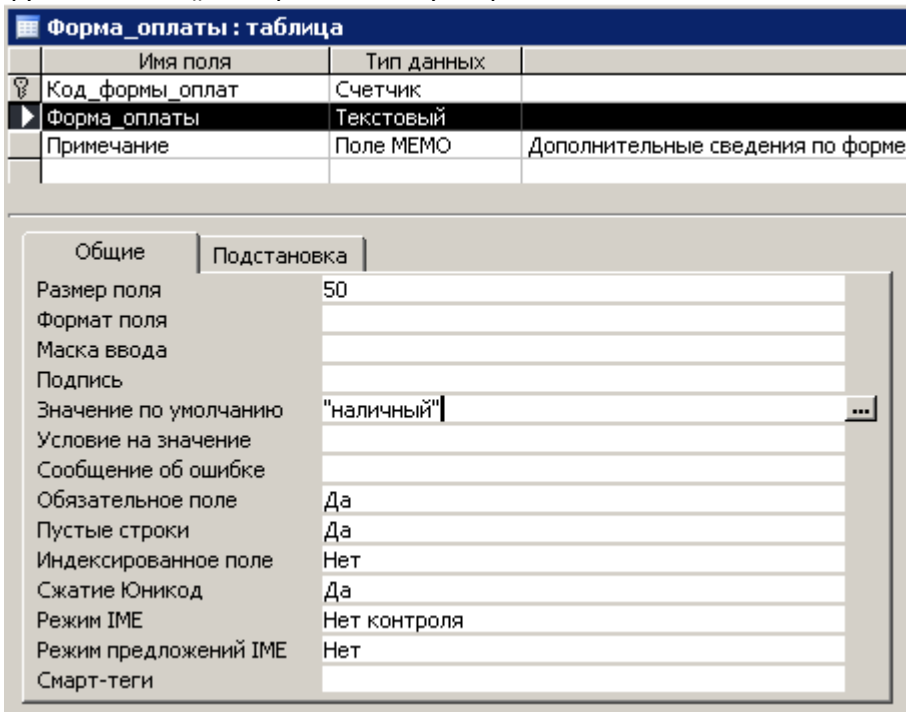 Форма_оплаты : таблица
Имя поля Тип данных
Код_формы_оплат Счетчик
Форма_оплаты Текстовый
Примечание Поле МЕМО Дополнительные сведения по форме
Общие Подстановка
Размер поля 50
Формат поля
Маска ввода
Подпись
Значение по умолчанию "наличный" ...
Условие на значение
Сообщение об ошибке
Обязательное поле Да
Пустые строки Да
Индексированное поле Нет
Сжатие Юникод Да
Режим IME Нет контроля
Режим предложений IME Нет
Смарт-теги